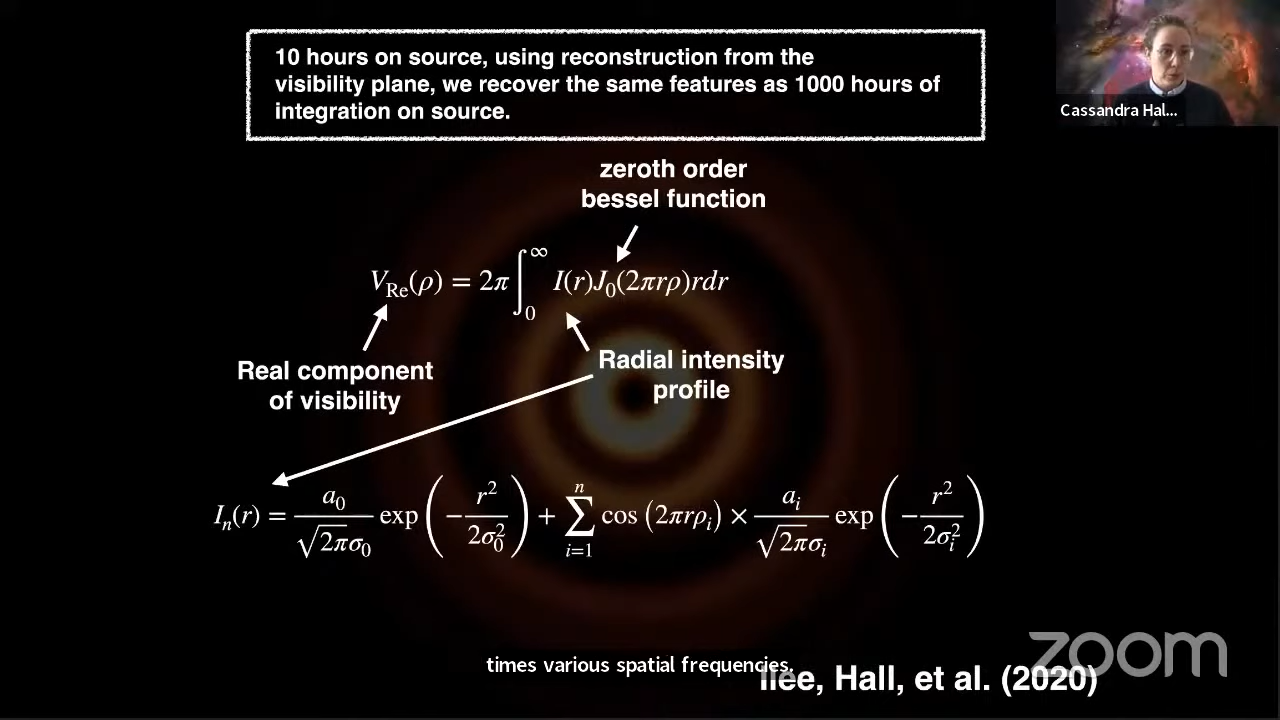 10 hours on source, using reconstruction from the
visibility plane, we recover the same features as 1000 hours of
integration on source.
Cassandra Hal...
zeroth order
bessel function
V_Re(ρ) = 2π ∫_0^∞ I(r)J_0(2πrρ)rdr
Real component
of visibility
Radial intensity
profile
I_n(r) = a_0/(√2π σ_0) exp(−r²/2σ_0²) + ∑_{i=1}^n cos(2πrρ_i) × a_i/(√2π σ_i) exp(−r²/2σ_i²)
times various spatial frequencies.
Ilee, Hall, et al. (2020)
zoom